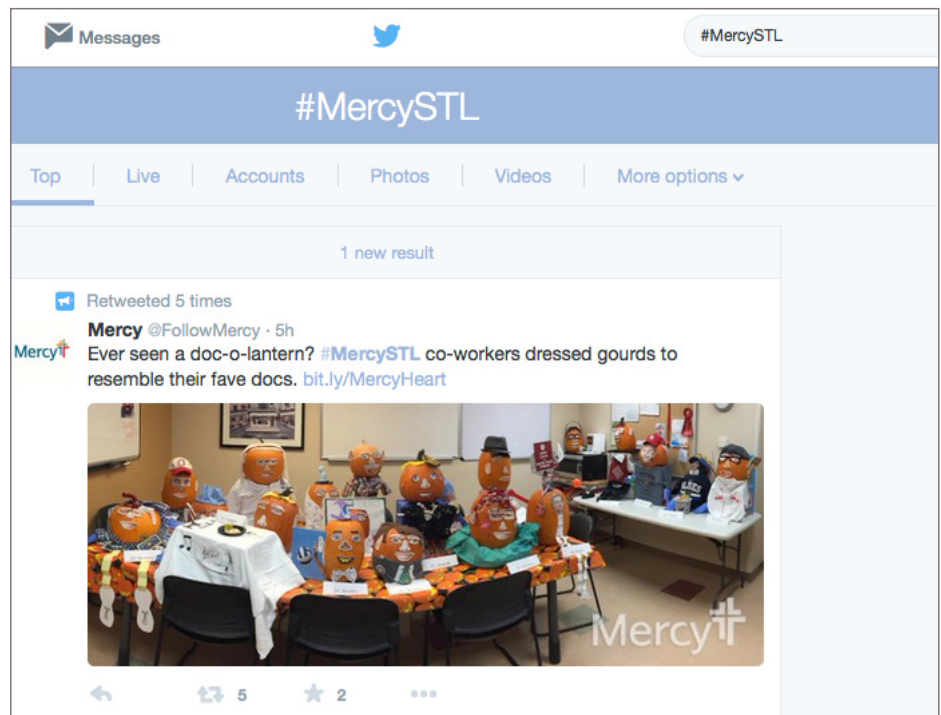 Messages
#MercySTL
#MercySTL
Top
Live
Accounts
Photos
Videos
More options
1 new result
Retweeted 5 times
Mercy @FollowMercy · 5h
Mercy
Ever seen a doc-o-lantern? #MercySTL co-workers dressed gourds to
resemble their fave docs. bit.ly/MercyHeart
Mercy
5
2